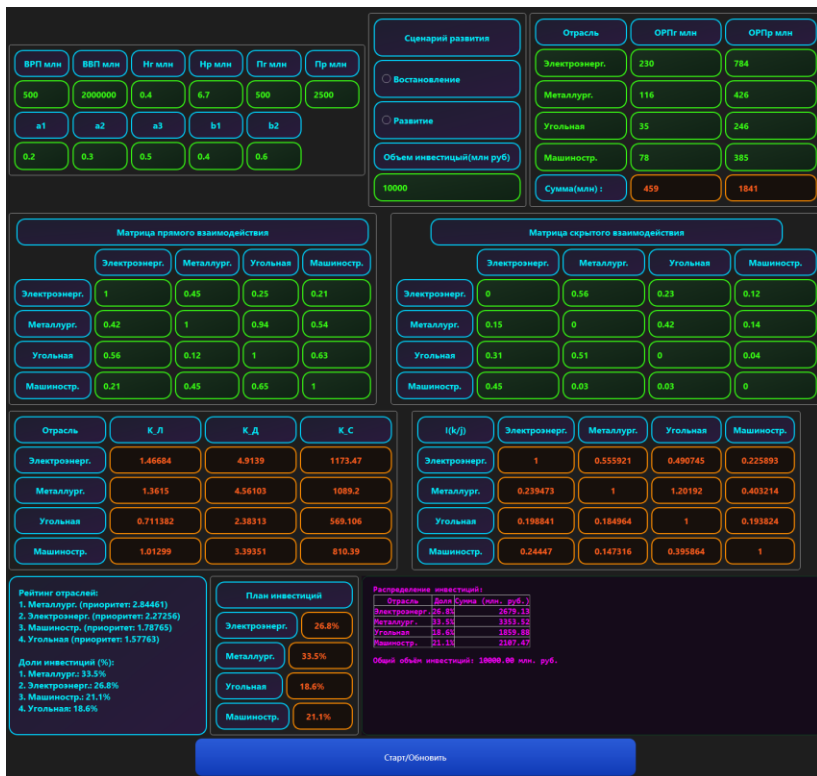 ВРП млн ВВП млн Нг млн Нр млн Пг млн Пр млн
500 2000000 0.4 6.7 500 2500
a1 a2 a3 b1 b2
0.2 0.3 0.5 0.4 0.6
Сценарий развития
Востановление
Развитие
Объем инвестицый(млн руб)
10000
Отрасль ОРПг млн ОРПр млн
Электроэнерг. 230 784
Металлург. 116 426
Угольная 35 246
Машиностр. 78 385
Сумма(млн) : 459 1841
Матрица прямого взаимодействия
Электроэнерг. Металлург. Угольная Машиностр.
Электроэнерг. 1 0.45 0.25 0.21
Металлург. 0.42 1 0.94 0.54
Угольная 0.56 0.12 1 0.63
Машиностр. 0.21 0.45 0.65 1
Матрица скрытого взаимодействия
Электроэнерг. Металлург. Угольная Машиностр.
Электроэнерг. 0 0.56 0.23 0.12
Металлург. 0.15 0 0.42 0.14
Угольная 0.31 0.51 0 0.04
Машиностр. 0.45 0.03 0.03 0
Отрасль К_Л К_Д К_С
Электроэнерг. 1.46684 4.9139 1173.47
Металлург. 1.3615 4.56103 1089.2
Угольная 0.711382 2.38313 569.106
Машиностр. 1.01299 3.39351 810.39
I(k/j) Электроэнерг. Металлург. Угольная Машиностр.
Электроэнерг. 1 0.555921 0.490745 0.225893
Металлург. 0.239473 1 1.20192 0.403214
Угольная 0.198841 0.184964 1 0.193824
Машиностр. 0.24447 0.147316 0.395864 1
Рейтинг отраслей:
1. Металлург. (приоритет: 2.84461)
2. Электроэнерг. (приоритет: 2.27256)
3. Машиностр. (приоритет: 1.78765)
4. Угольная (приоритет: 1.57763)
Доли инвестиций (%):
1. Металлург.: 33.5%
2. Электроэнерг.: 26.8%
3. Машиностр.: 21.1%
4. Угольная: 18.6%
План инвестиций
Электроэнерг. 26.8%
Металлург. 33.5%
Угольная 18.6%
Машиностр. 21.1%
Распределение инвестиций:
Отрасль Доля Сумма (млн. руб.)
Электроэнерг. 26.8% 2679.13
Металлург. 33.5% 3353.52
Угольная 18.6% 1859.88
Машиностр. 21.1% 2107.47
Общий объём инвестиций: 10000.00 млн. руб.
Старт/Обновить